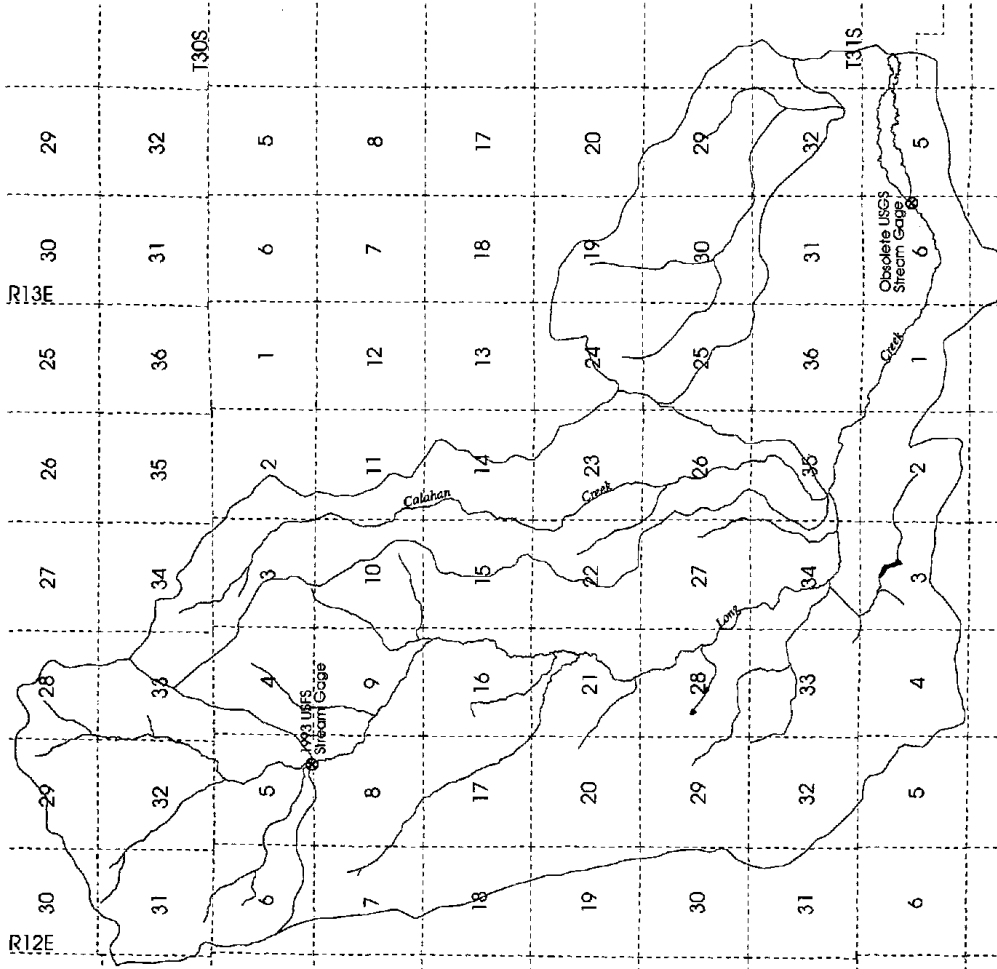 R12E R13E
30 29 28 27 26 25 30 29
31 32 33 34 35 36 31 32
T30S
6 5 4 3 2 1 6 5
1993 USFS
Stream Gage
7 8 9 10 11 12 7 8
Calahan
18 17 16 15 14 13 18 17
19 20 21 22 23 24 19 20
Creek
30 29 28 27 26 25 30 29
Long
31 32 33 34 35 36 31 32
T31S
Creek
Obsolete USGS
Stream Gage
6 5 4 3 2 1 6 5